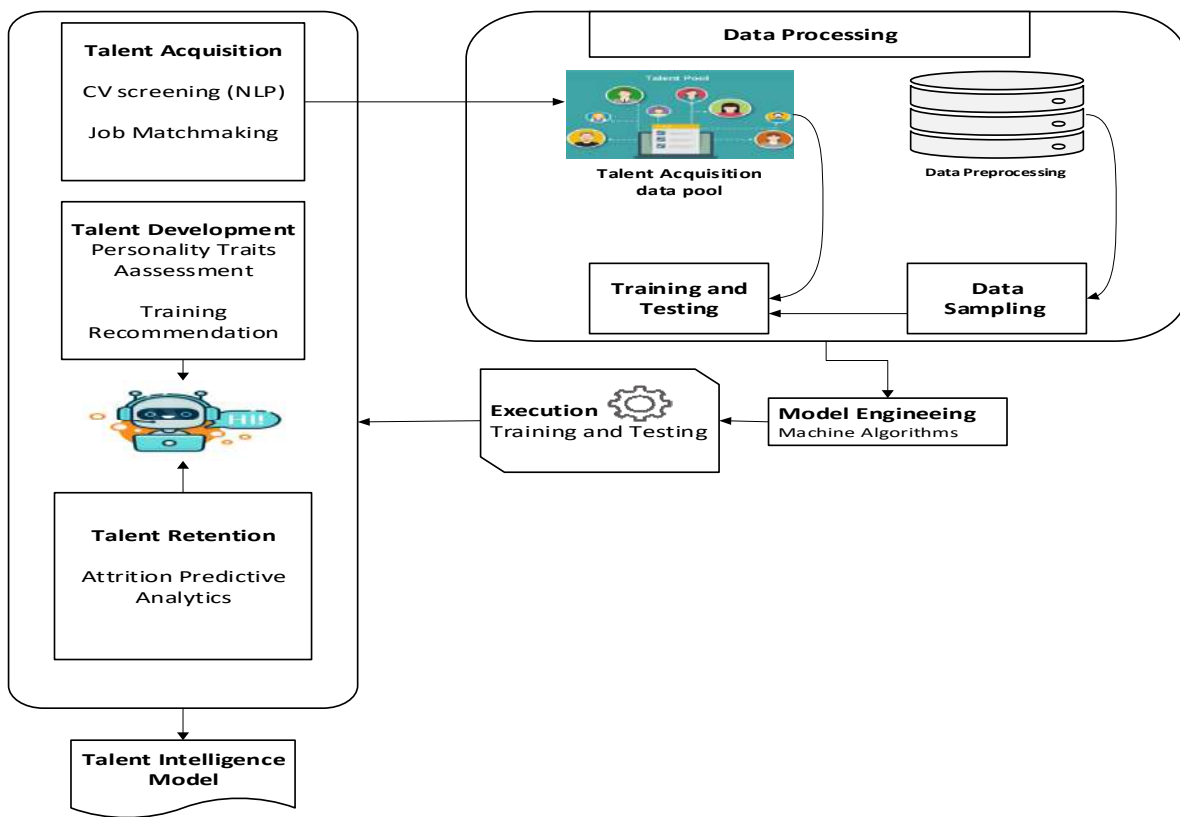 Talent Acquisition
CV screening (NLP)
Job Matchmaking
Talent Development
Personality Traits
Aassessment
Training
Recommendation
HI!
Talent Retention
Attrition Predictive
Analytics
Talent Intelligence
Model
Data Processing
Talent Pool
Talent Acquisition
data pool
Data Preprocessing
Training and
Testing
Data
Sampling
Execution
Training and Testing
Model Engineeing
Machine Algorithms